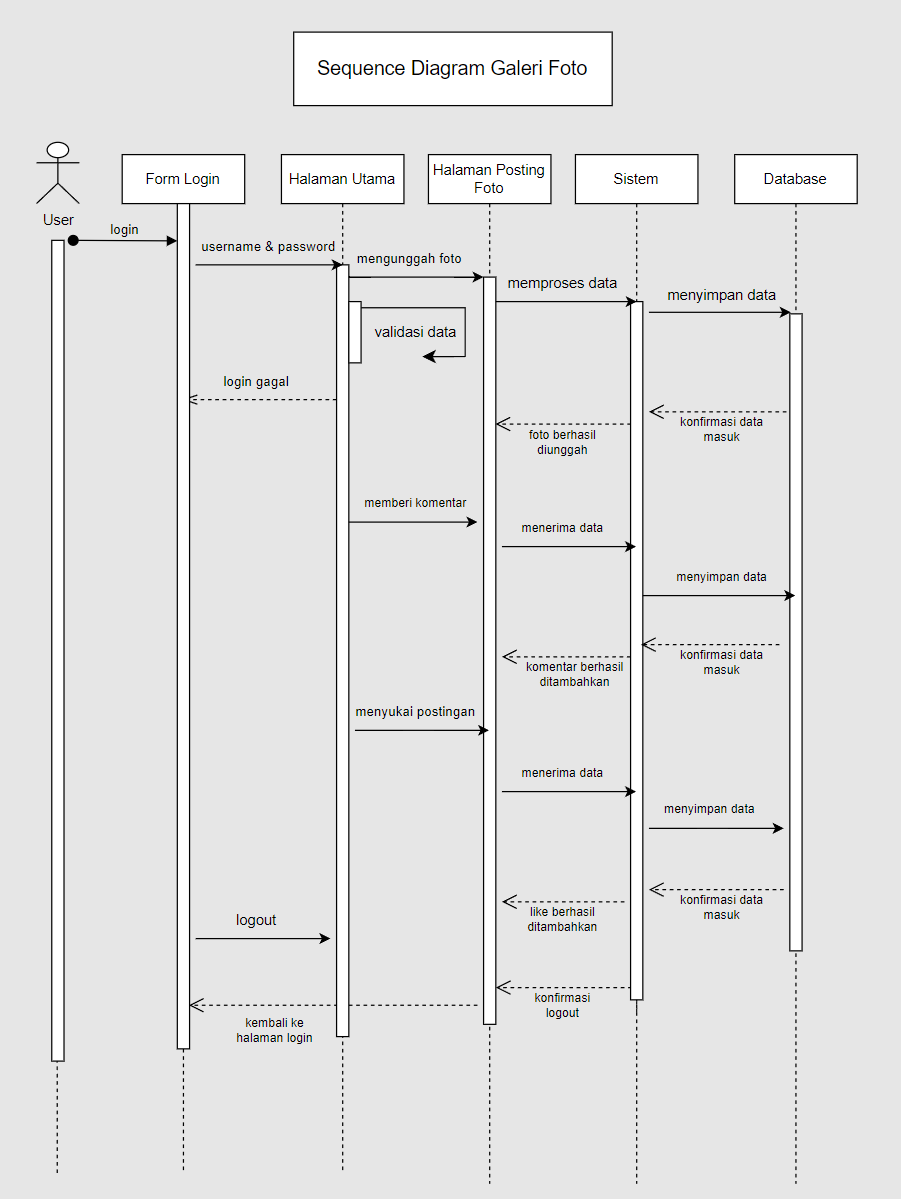 Sequence Diagram Galeri Foto
User
Form Login
Halaman Utama
Halaman Posting
Foto
Sistem
Database
login
username & password
mengunggah foto
memproses data
menyimpan data
validasi data
login gagal
konfirmasi data
masuk
foto berhasil
diunggah
memberi komentar
menerima data
menyimpan data
konfirmasi data
masuk
komentar berhasil
ditambahkan
menyukai postingan
menerima data
menyimpan data
konfirmasi data
masuk
like berhasil
ditambahkan
logout
konfirmasi
logout
kembali ke
halaman login